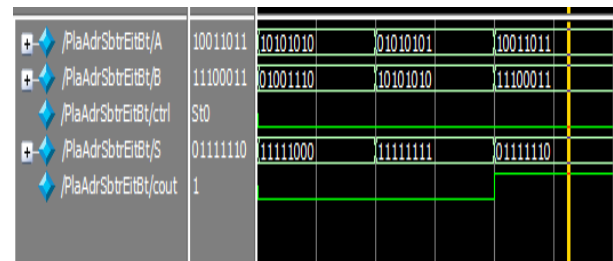 /PlaAdrSbtrEitBt/A 10011011 10101010 01010101 10011011
/PlaAdrSbtrEitBt/B 11100011 01001110 10101010 11100011
/PlaAdrSbtrEitBt/ctrl St0
/PlaAdrSbtrEitBt/S 01111110 11111000 11111111 01111110
/PlaAdrSbtrEitBt/cout 1